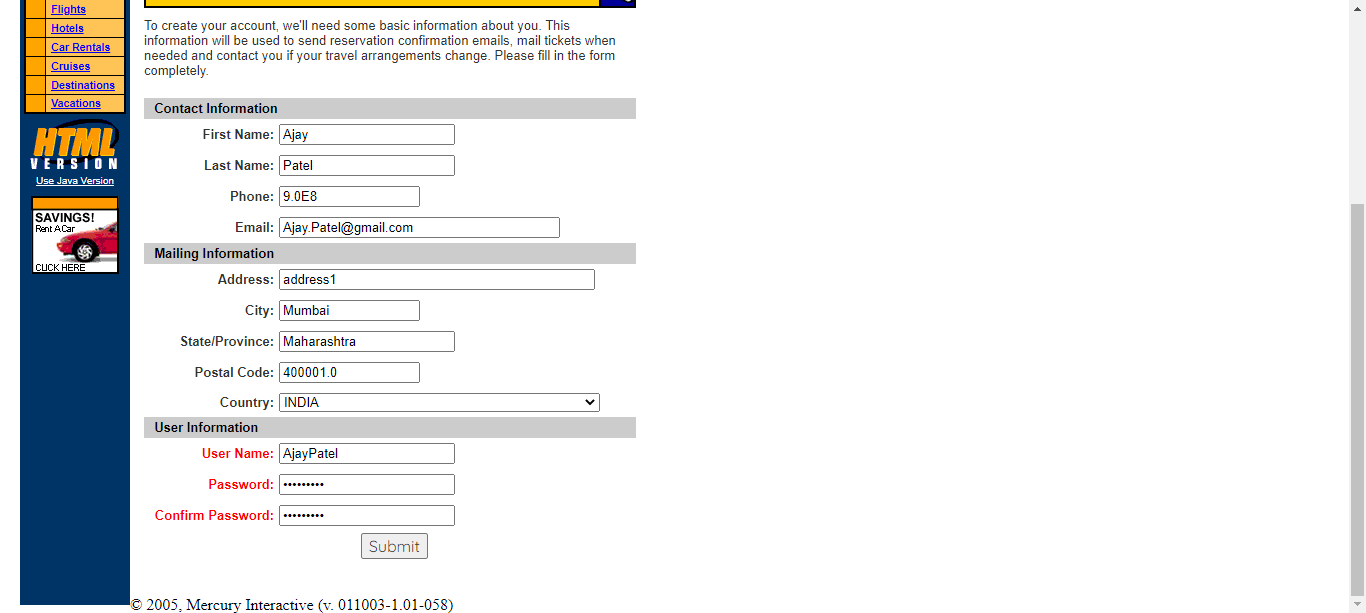 Flights
Hotels
Car Rentals
Cruises
Destinations
Vacations
HTML
VERSION
Use Java Version
SAVINGS!
Rent A Car
CLICK HERE
To create your account, we'll need some basic information about you. This
information will be used to send reservation confirmation emails, mail tickets when
needed and contact you if your travel arrangements change. Please fill in the form
completely.
Contact Information
First Name: Ajay
Last Name: Patel
Phone: 9.0E8
Email: Ajay.Patel@gmail.com
Mailing Information
Address: address1
City: Mumbai
State/Province: Maharashtra
Postal Code: 400001.0
Country: INDIA
User Information
User Name: AjayPatel
Password: •••••••••
Confirm Password: •••••••••
Submit
© 2005, Mercury Interactive (v. 011003-1.01-058)